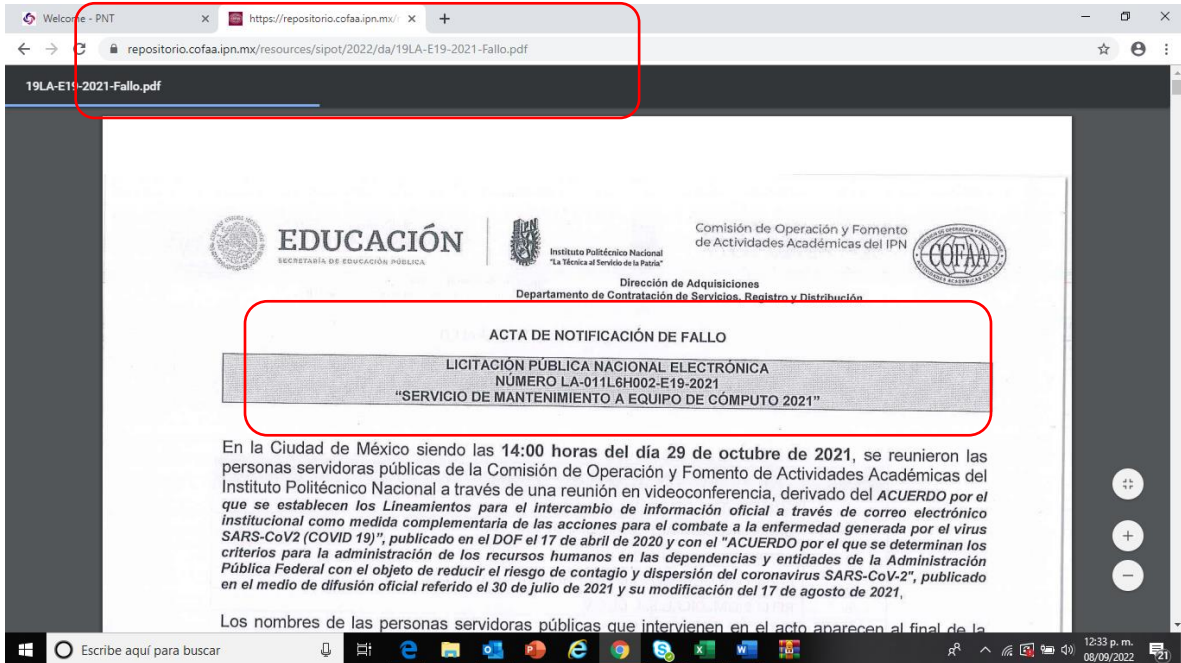 Welcome - PNT
https://repositorio.cofaa.ipn.mx/r
repositorio.cofaa.ipn.mx/resources/sipot/2022/da/19LA-E19-2021-Fallo.pdf
19LA-E19-2021-Fallo.pdf
EDUCACIÓN
SECRETARÍA DE EDUCACIÓN PÚBLICA
Instituto Politécnico Nacional
"La Técnica al Servicio de la Patria"
Comisión de Operación y Fomento
de Actividades Académicas del IPN
COFAA
Dirección de Adquisiciones
Departamento de Contratación de Servicios, Registro y Distribución
ACTA DE NOTIFICACIÓN DE FALLO
LICITACIÓN PÚBLICA NACIONAL ELECTRÓNICA
NÚMERO LA-011L6H002-E19-2021
"SERVICIO DE MANTENIMIENTO A EQUIPO DE CÓMPUTO 2021"
En la Ciudad de México siendo las 14:00 horas del día 29 de octubre de 2021, se reunieron las
personas servidoras públicas de la Comisión de Operación y Fomento de Actividades Académicas del
Instituto Politécnico Nacional a través de una reunión en videoconferencia, derivado del ACUERDO por el
que se establecen los Lineamientos para el intercambio de información oficial a través de correo electrónico
institucional como medida complementaria de las acciones para el combate a la enfermedad generada por el virus
SARS-CoV2 (COVID 19)", publicado en el DOF el 17 de abril de 2020 y con el "ACUERDO por el que se determinan los
criterios para la administración de los recursos humanos en las dependencias y entidades de la Administración
Pública Federal con el objeto de reducir el riesgo de contagio y dispersión del coronavirus SARS-CoV-2", publicado
en el medio de difusión oficial referido el 30 de julio de 2021 y su modificación del 17 de agosto de 2021,
Los nombres de las personas servidoras públicas que intervienen en el acto aparecen al final de la
Escribe aquí para buscar
12:33 p. m.
08/09/2022
21